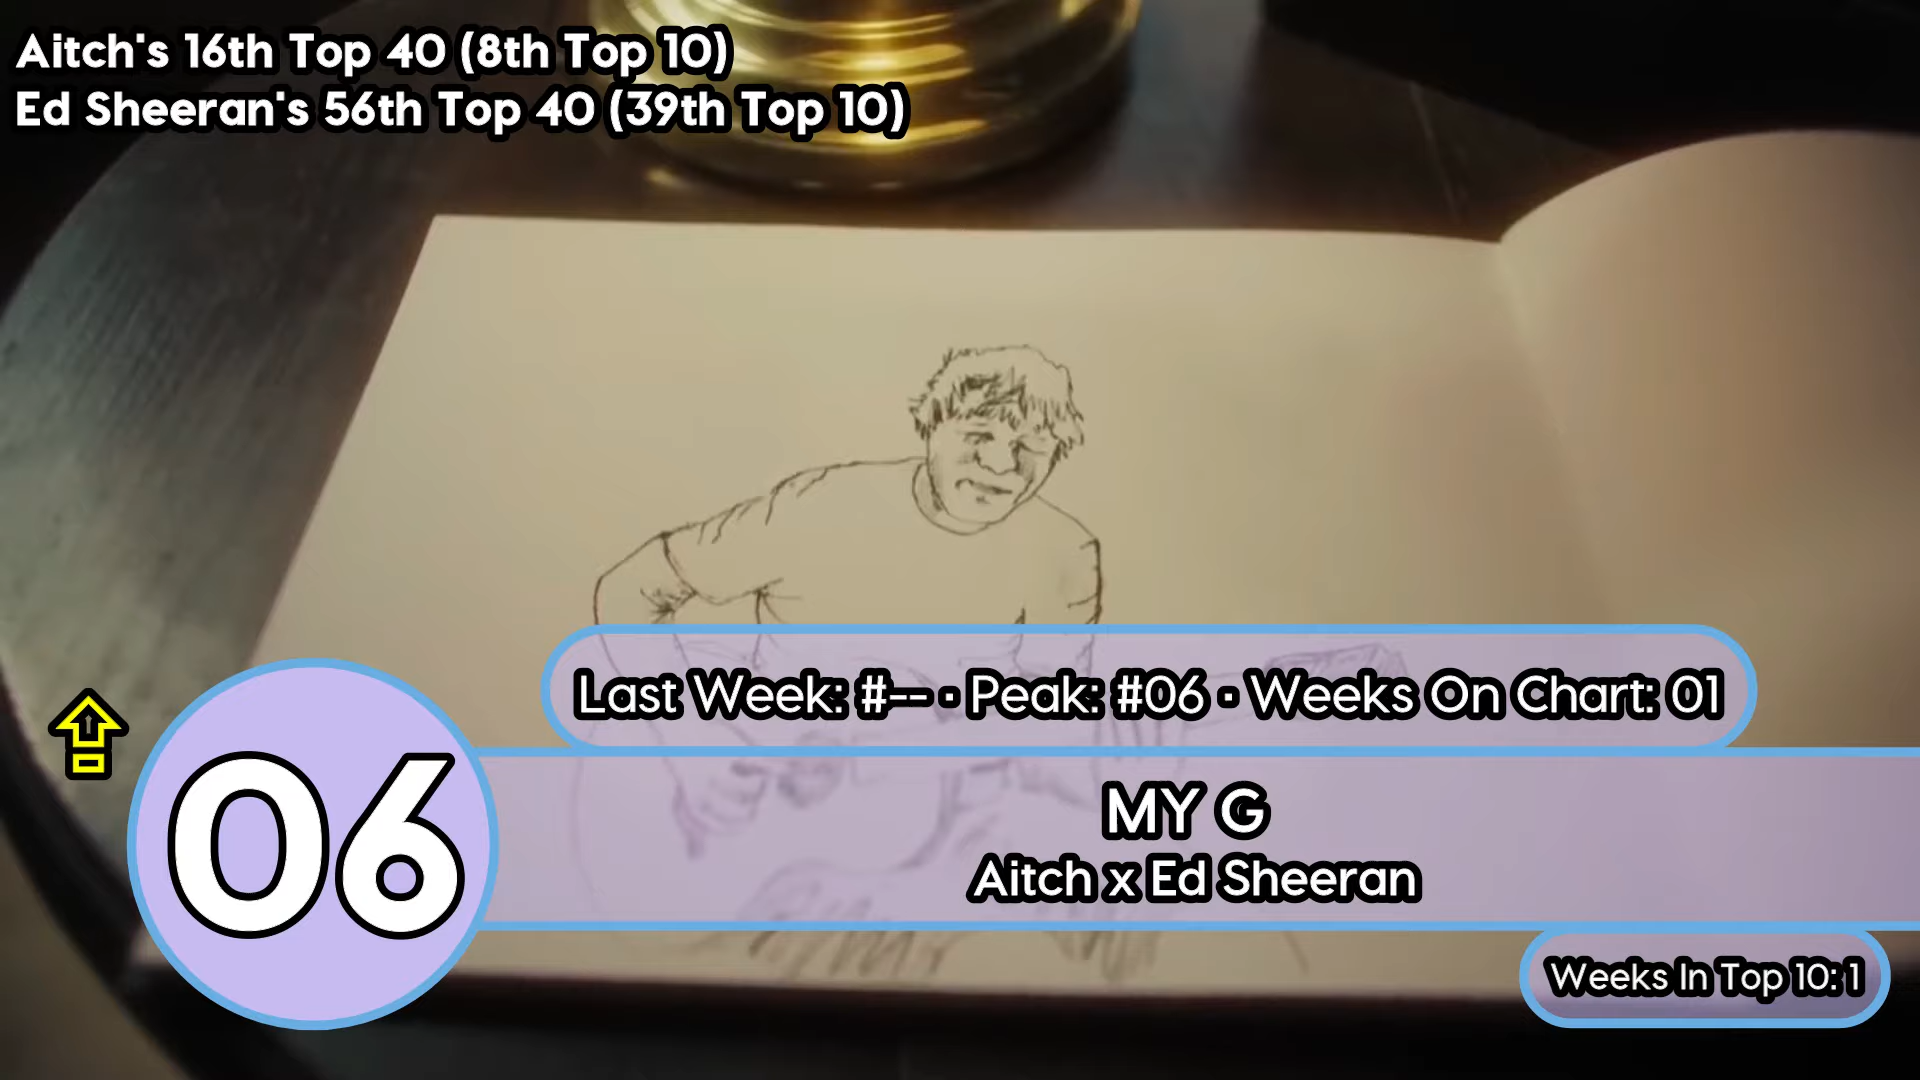 Aitch's 16th Top 40 (8th Top 10)
Ed Sheeran's 56th Top 40 (39th Top 10)
Last Week: #-- • Peak: #06 • Weeks On Chart: 01
06
MY G
Aitch x Ed Sheeran
Weeks In Top 10: 1